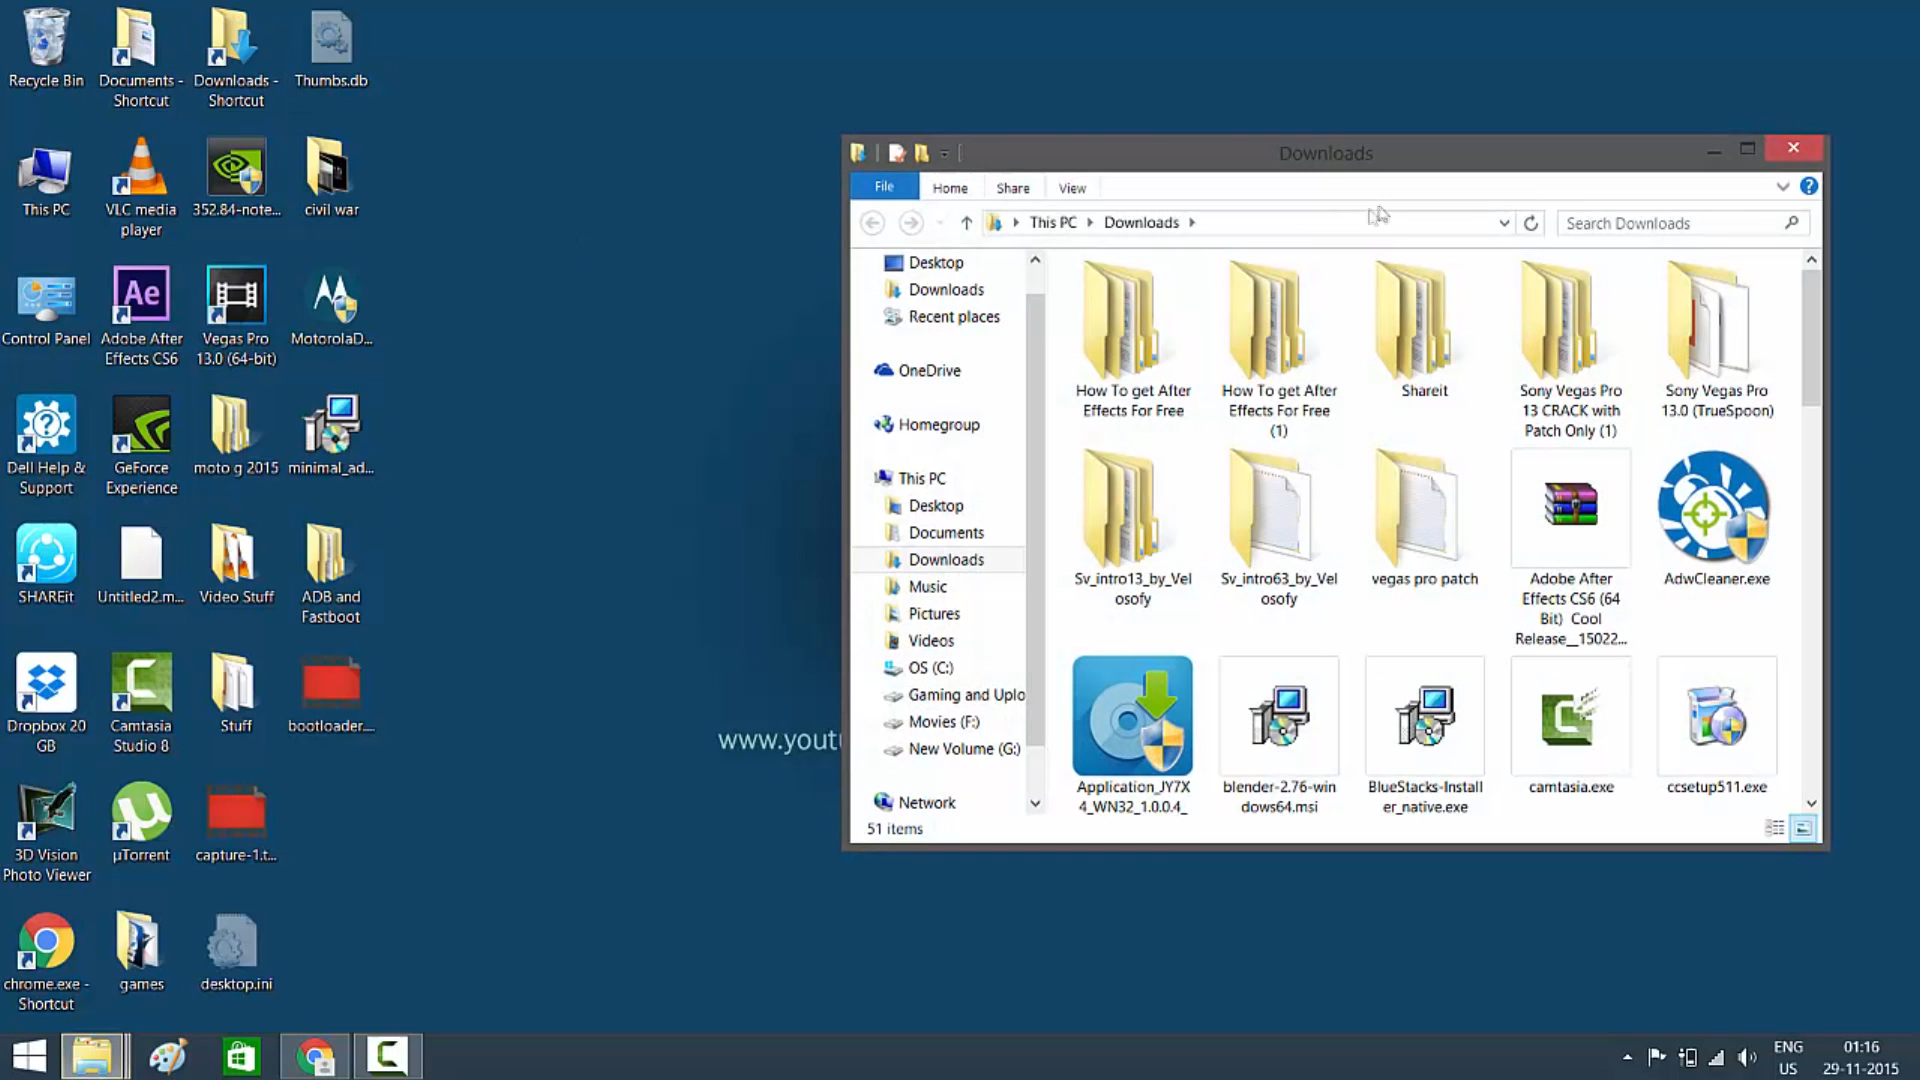 Recycle Bin
Documents -
Shortcut
Downloads -
Shortcut
Thumbs.db
This PC
VLC media
player
352.84-note...
civil war
Control Panel
Adobe After
Effects CS6
Vegas Pro
13.0 (64-bit)
MotorolaD...
Dell Help &
Support
GeForce
Experience
moto g 2015
minimal_ad...
SHAREit
Untitled2.m...
Video Stuff
ADB and
Fastboot
Dropbox 20
GB
Camtasia
Studio 8
Stuff
bootloader....
3D Vision
Photo Viewer
µTorrent
capture-1.t...
chrome.exe -
Shortcut
games
desktop.ini
www.youtu
Downloads
File
Home
Share
View
This PC
Downloads
Search Downloads
Desktop
Downloads
Recent places
OneDrive
Homegroup
This PC
Desktop
Documents
Downloads
Music
Pictures
Videos
OS (C:)
Gaming and Uplo
Movies (F:)
New Volume (G:)
Network
How To get After
Effects For Free
How To get After
Effects For Free
(1)
Shareit
Sony Vegas Pro
13 CRACK with
Patch Only (1)
Sony Vegas Pro
13.0 (TrueSpoon)
Sv_intro13_by_Vel
osofy
Sv_intro63_by_Vel
osofy
vegas pro patch
Adobe After
Effects CS6 (64
Bit) Cool
Release__15022...
AdwCleaner.exe
Application_JY7X
4_WN32_1.0.0.4_
blender-2.76-win
dows64.msi
BlueStacks-Install
er_native.exe
camtasia.exe
ccsetup511.exe
51 items
ENG
US
01:16
29-11-2015